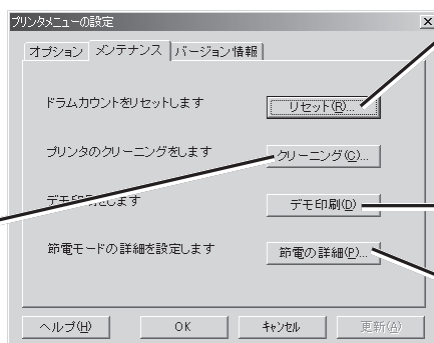 プリンタメニューの設定
オプション メンテナンス バージョン情報
ドラムカウントをリセットします リセット(R)...
プリンタのクリーニングをします クリーニング(C)...
デモ印刷をします デモ印刷(D)
節電モードの詳細を設定します 節電の詳細(P)...
ヘルプ(H) OK キャンセル 更新(A)